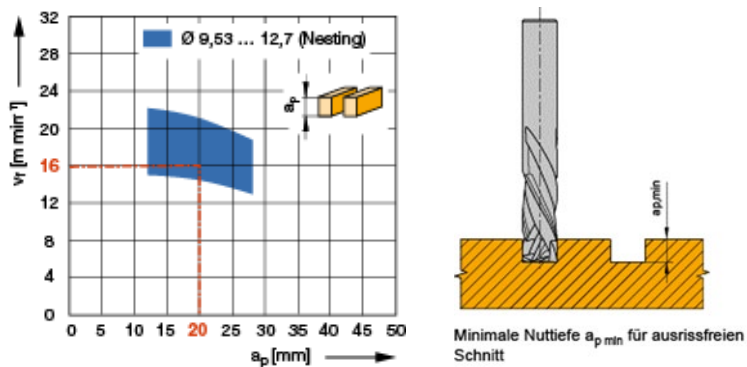 32
28
24
20
16
12
8
4
0
vf [m min-1]
Ø 9,53 ... 12,7 (Nesting)
ap
0 5 10 15 20 25 30 35 40 45 50
ap [mm]
ap,min
Minimale Nuttiefe ap min für ausrissfreien
Schnitt